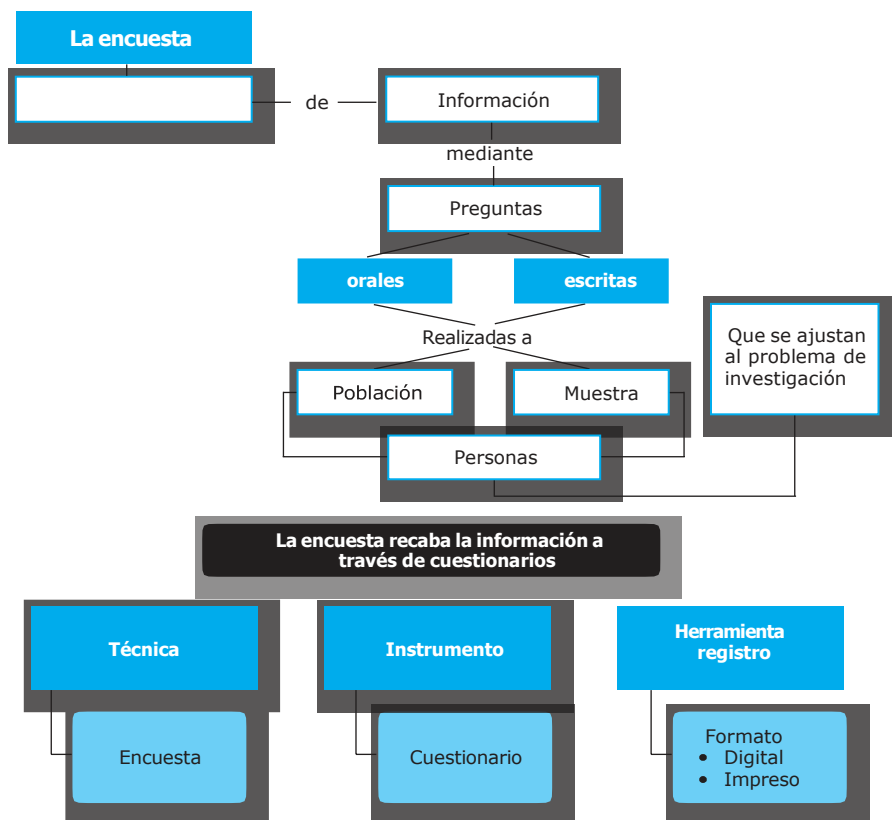 La encuesta
de
Información
mediante
Preguntas
orales
escritas
Realizadas a
Que se ajustan
al problema de
investigación
Población
Muestra
Personas
La encuesta recaba la información a
través de cuestionarios
Técnica
Instrumento
Herramienta
registro
Encuesta
Cuestionario
Formato
• Digital
• Impreso